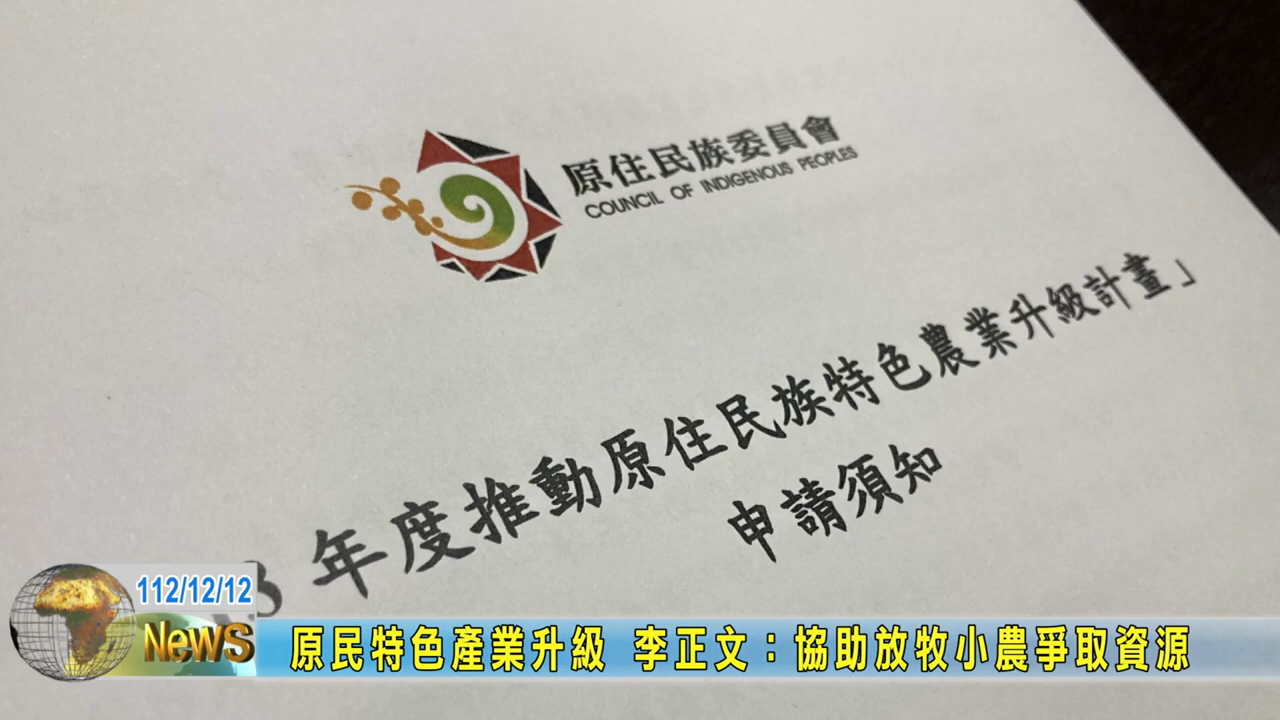 原住民族委員會
COUNCIL OF INDIGENOUS PEOPLES
3 年度推動原住民族特色農業升級計畫」
申請須知
112/12/12
News
原民特色產業升級 李正文：協助放牧小農爭取資源